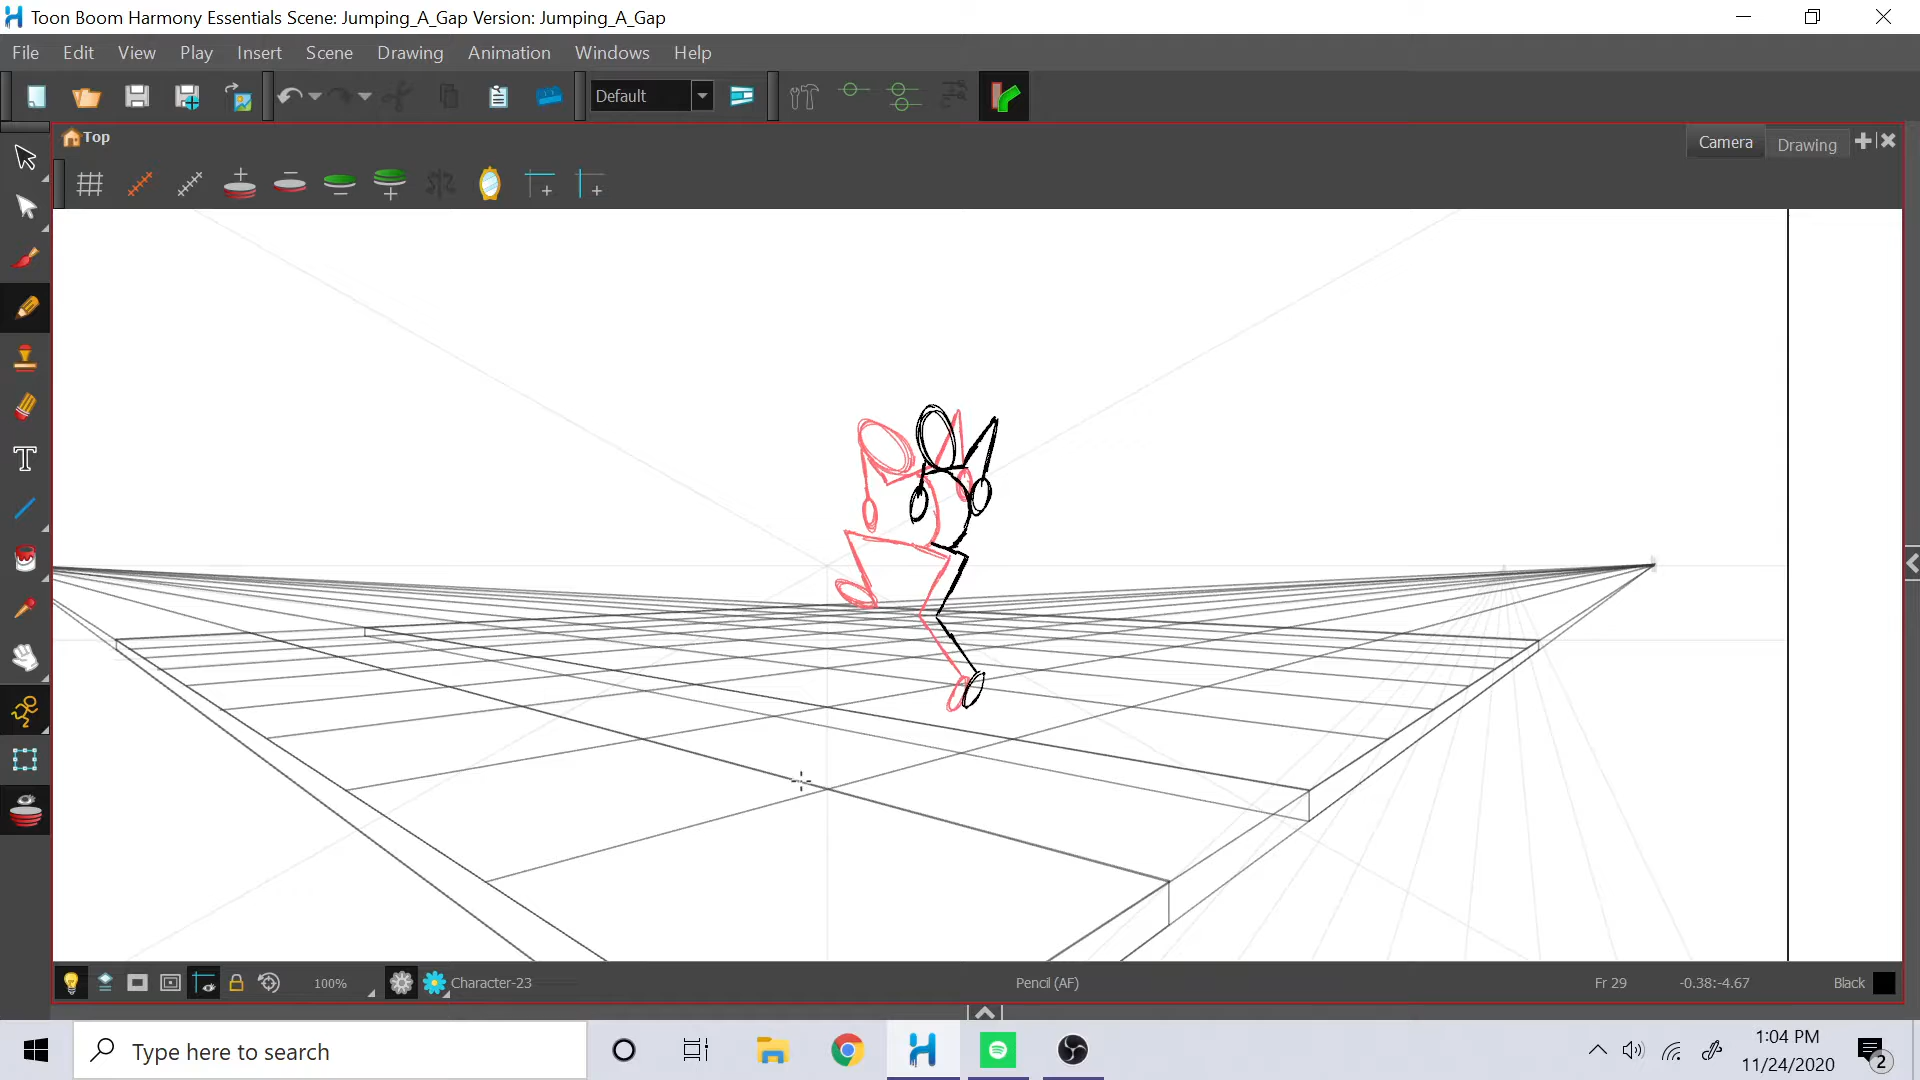 Toon Boom Harmony Essentials Scene: Jumping_A_Gap Version: Jumping_A_Gap
File Edit View Play Insert Scene Drawing Animation Windows Help
Default
Top
Camera Drawing
T
100% Character-23 Pencil (AF) Fr 29 -0.38:-4.67 Black
Type here to search
1:04 PM
11/24/2020
2